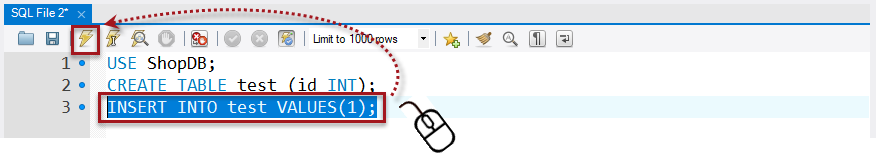 SQL File 2*
Limit to 1000 rows
1 USE ShopDB;
2 CREATE TABLE test (id INT);
3 INSERT INTO test VALUES(1);